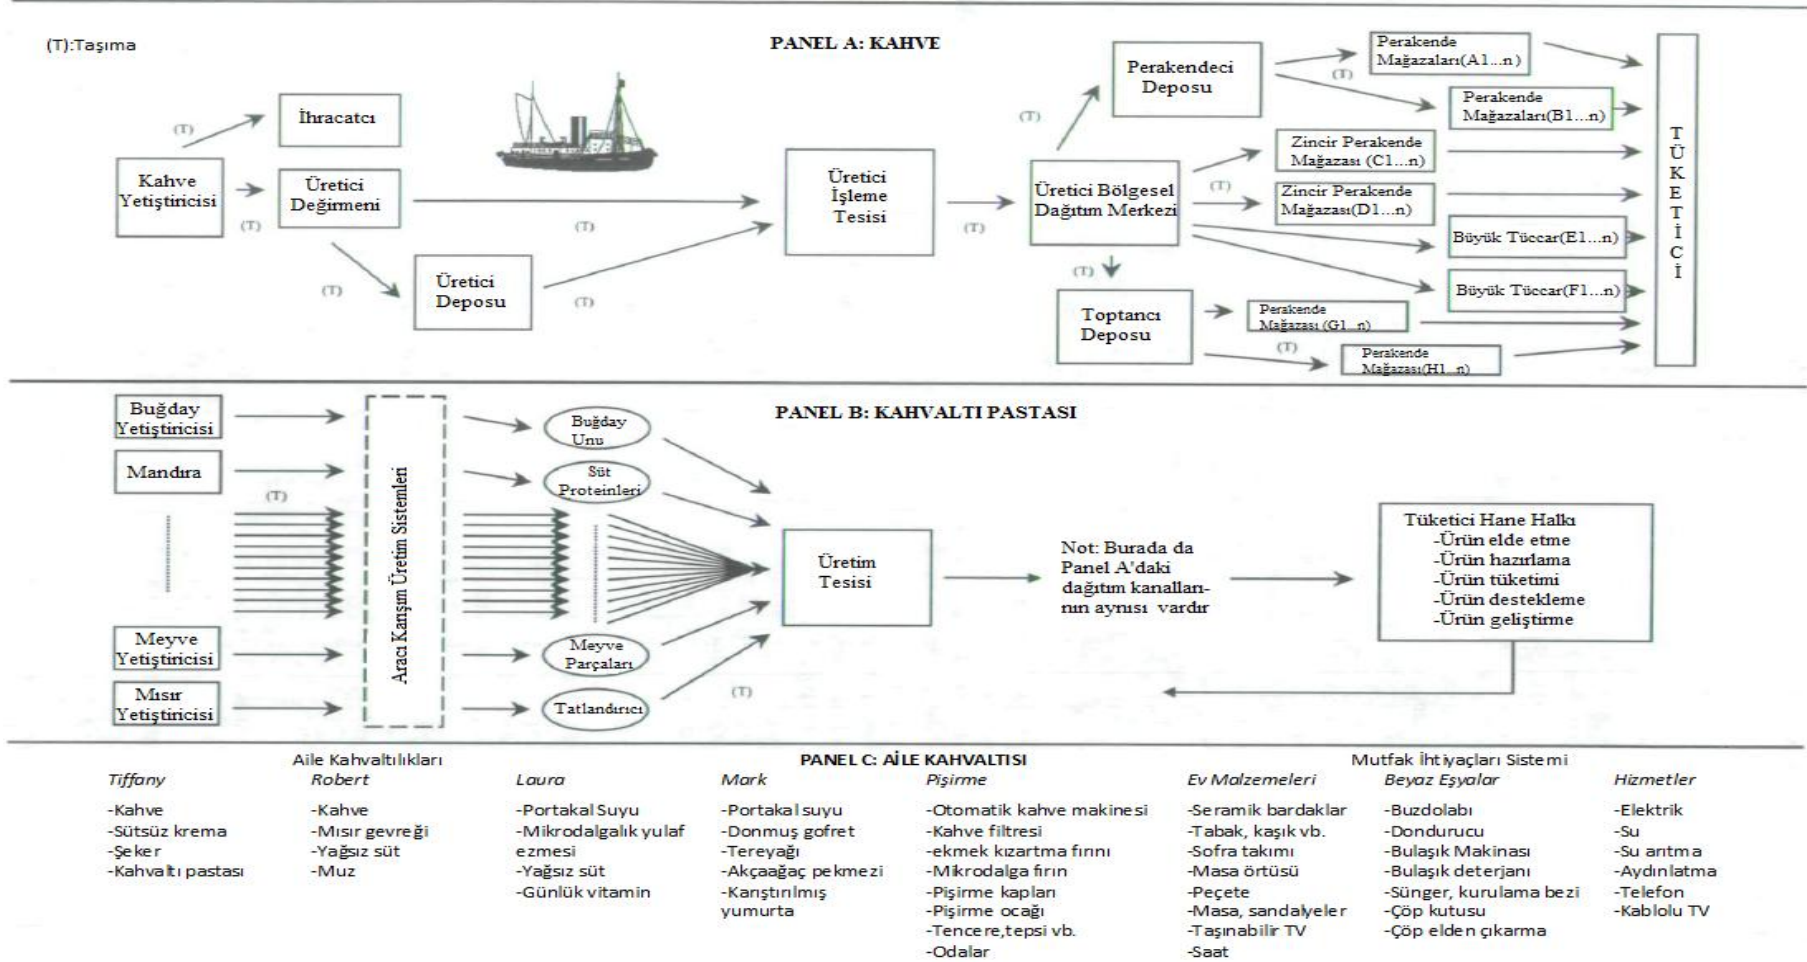 (T):Taşıma
PANEL A: KAHVE
Kahve
Yetiştiricisi
(T)
(T)
İhracatcı
Üretici
Değirmeni
(T)
(T)
Üretici
Deposu
(T)
Üretici
İşleme
Tesisi
(T)
Üretici Bölgesel
Dağıtım Merkezi
(T)
(T)
(T)
Perakendeci
Deposu
(T)
Perakende
Mağazaları(A1...n)
Perakende
Mağazaları(B1...n)
Zincir Perakende
Mağazası (C1...n)
Zincir Perakende
Mağazası(D1...n)
Büyük Tüccar(E1...n)
Büyük Tüccar(F1...n)
Toptancı
Deposu
Perakende
Mağazası (G1...n)
(T)
Perakende
Mağazası(H1...n)
T
Ü
K
E
T
İ
C
İ
PANEL B: KAHVALTI PASTASI
Buğday
Yetiştiricisi
Mandıra
(T)
Meyve
Yetiştiricisi
Mısır
Yetiştiricisi
Aracı Karışım Üretim Sistemleri
Buğday
Unu
Süt
Proteinleri
Meyve
Parçaları
Tatlandırıcı
(T)
Üretim
Tesisi
Not: Burada da
Panel A'daki
dağıtım kanalları-
nın aynısı vardır
Tüketici Hane Halkı
-Ürün elde etme
-Ürün hazırlama
-Ürün tüketimi
-Ürün destekleme
-Ürün geliştirme
PANEL C: AİLE KAHVALTISI
Aile Kahvaltılıkları
Mutfak İhtiyaçları Sistemi
Tiffany
-Kahve
-Sütsüz krema
-Şeker
-Kahvaltı pastası
Robert
-Kahve
-Mısır gevreği
-Yağsız süt
-Muz
Laura
-Portakal Suyu
-Mikrodalgalık yulaf
ezmesi
-Yağsız süt
-Günlük vitamin
Mark
-Portakal suyu
-Donmuş gofret
-Tereyağı
-Akçaağaç pekmezi
-Karıştırılmış
yumurta
Pişirme
-Otomatik kahve makinesi
-Kahve filtresi
-ekmek kızartma fırını
-Mikrodalga fırın
-Pişirme kapları
-Pişirme ocağı
-Tencere,tepsi vb.
-Odalar
Ev Malzemeleri
-Seramik bardaklar
-Tabak, kaşık vb.
-Sofra takımı
-Masa örtüsü
-Peçete
-Masa, sandalyeler
-Taşınabilir TV
-Saat
Beyaz Eşyalar
-Buzdolabı
-Dondurucu
-Bulaşık Makinası
-Bulaşık deterjanı
-Sünger, kurulama bezi
-Çöp kutusu
-Çöp elden çıkarma
Hizmetler
-Elektrik
-Su
-Su arıtma
-Aydınlatma
-Telefon
-Kablolu TV